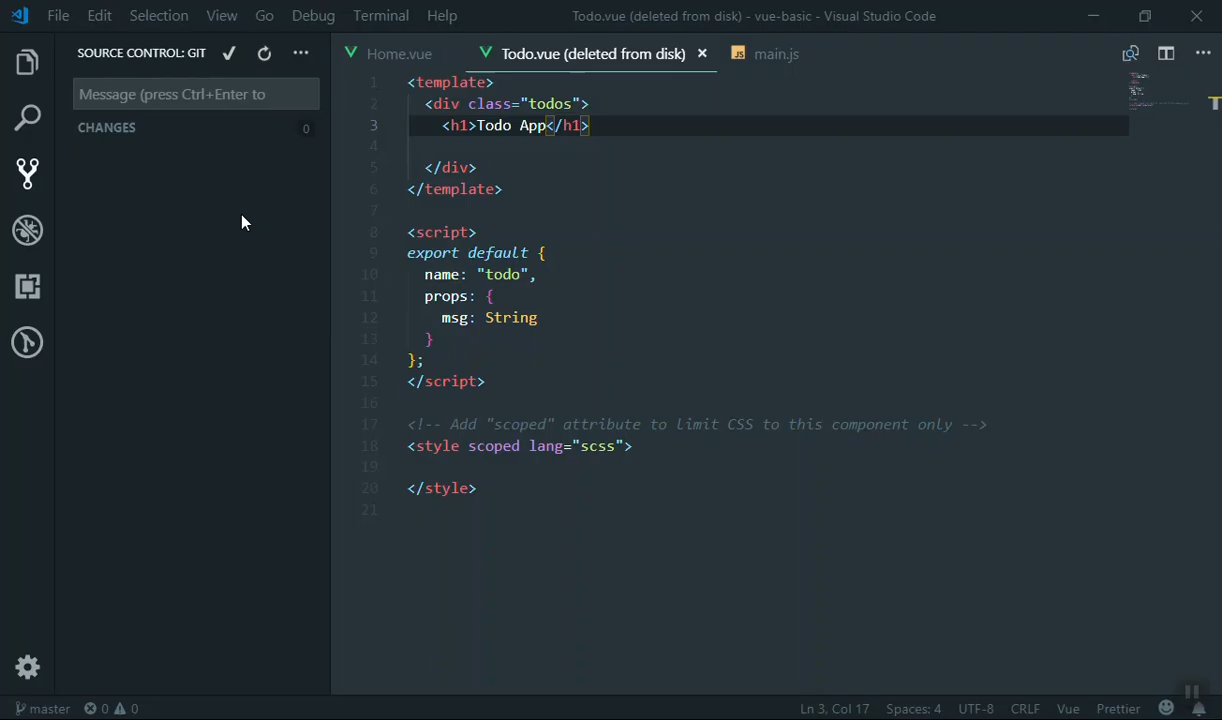 File Edit Selection View Go Debug Terminal Help
Todo.vue (deleted from disk) - vue-basic - Visual Studio Code
SOURCE CONTROL: GIT
Message (press Ctrl+Enter to
CHANGES 0
Home.vue Todo.vue (deleted from disk) main.js
1 <template>
2 <div class="todos">
3 <h1>Todo App</h1>
4
5 </div>
6 </template>
7
8 <script>
9 export default {
10 name: "todo",
11 props: {
12 msg: String
13 }
14 };
15 </script>
16
17 <!-- Add "scoped" attribute to limit CSS to this component only -->
18 <style scoped lang="scss">
19
20 </style>
21
master 0 0
Ln 3, Col 17 Spaces: 4 UTF-8 CRLF Vue Prettier